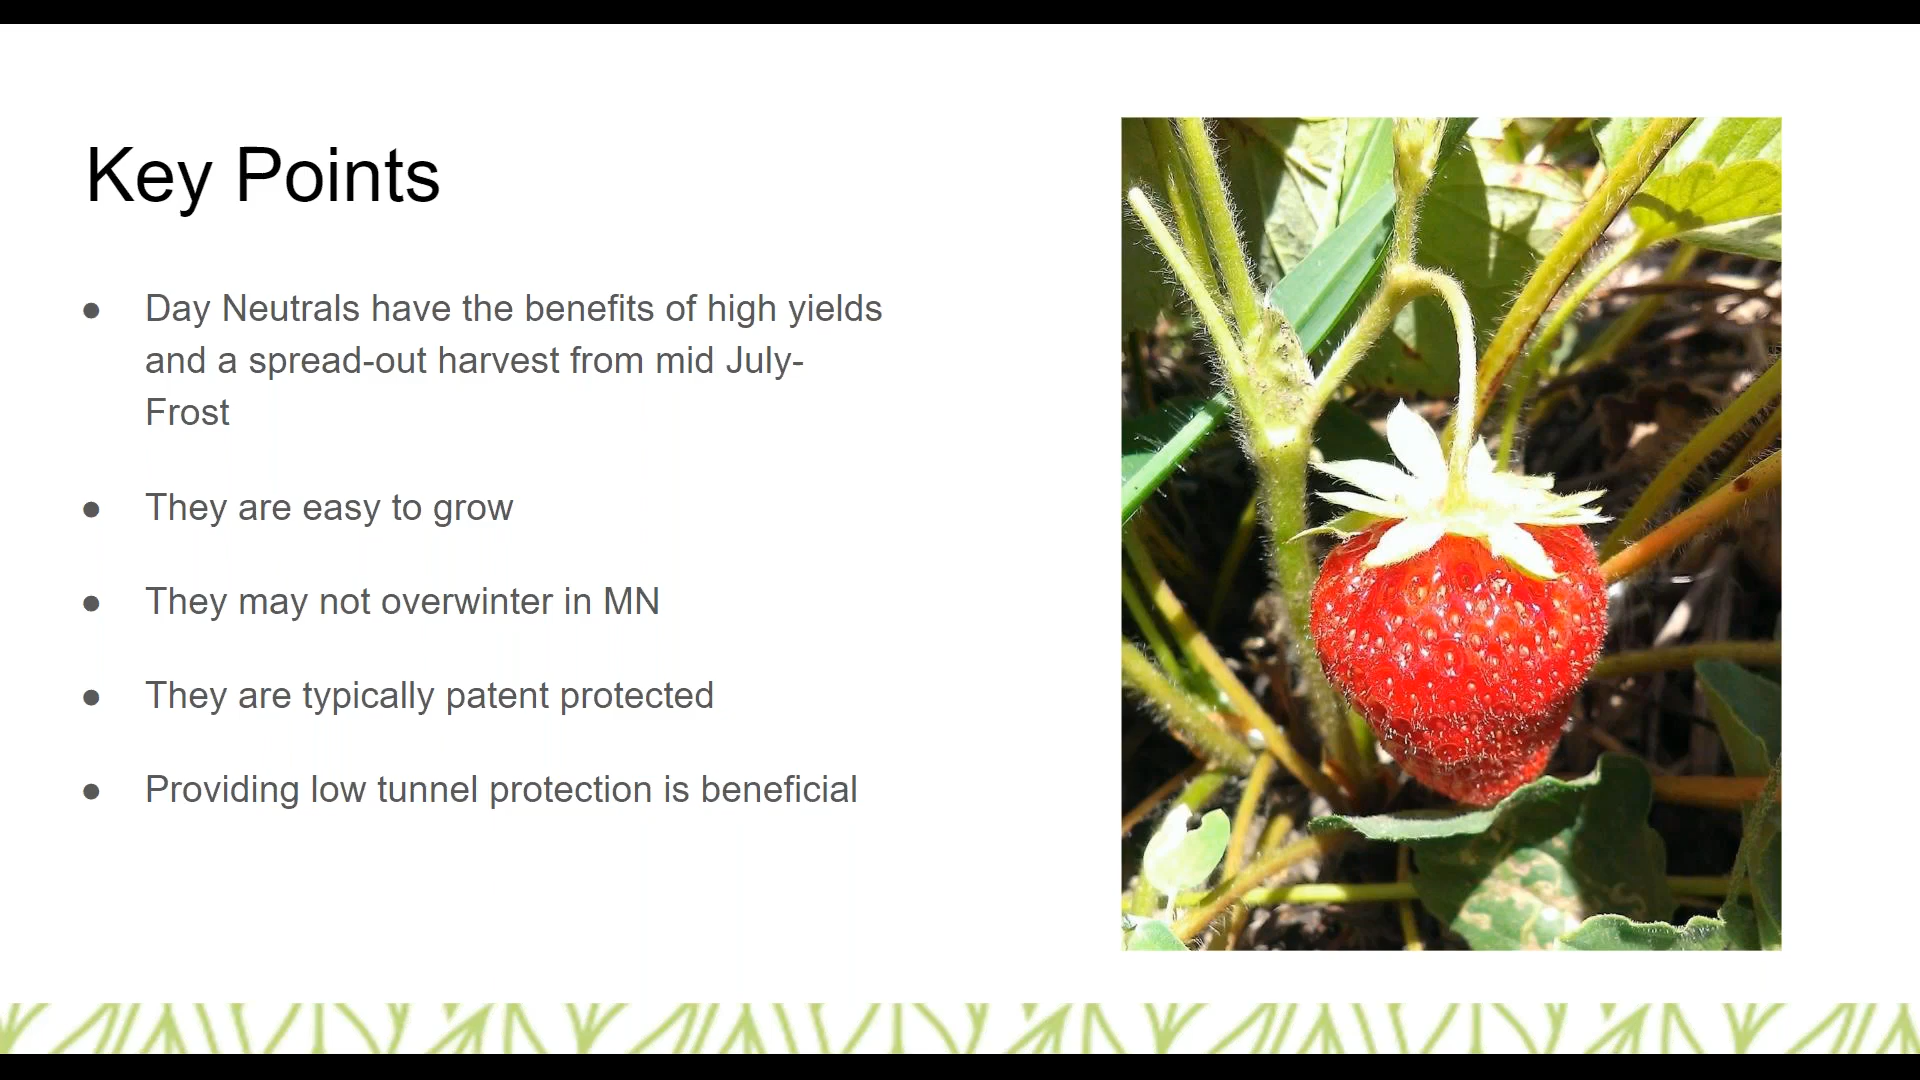 Key Points
● Day Neutrals have the benefits of high yields
and a spread-out harvest from mid July-
Frost
● They are easy to grow
● They may not overwinter in MN
● They are typically patent protected
● Providing low tunnel protection is beneficial